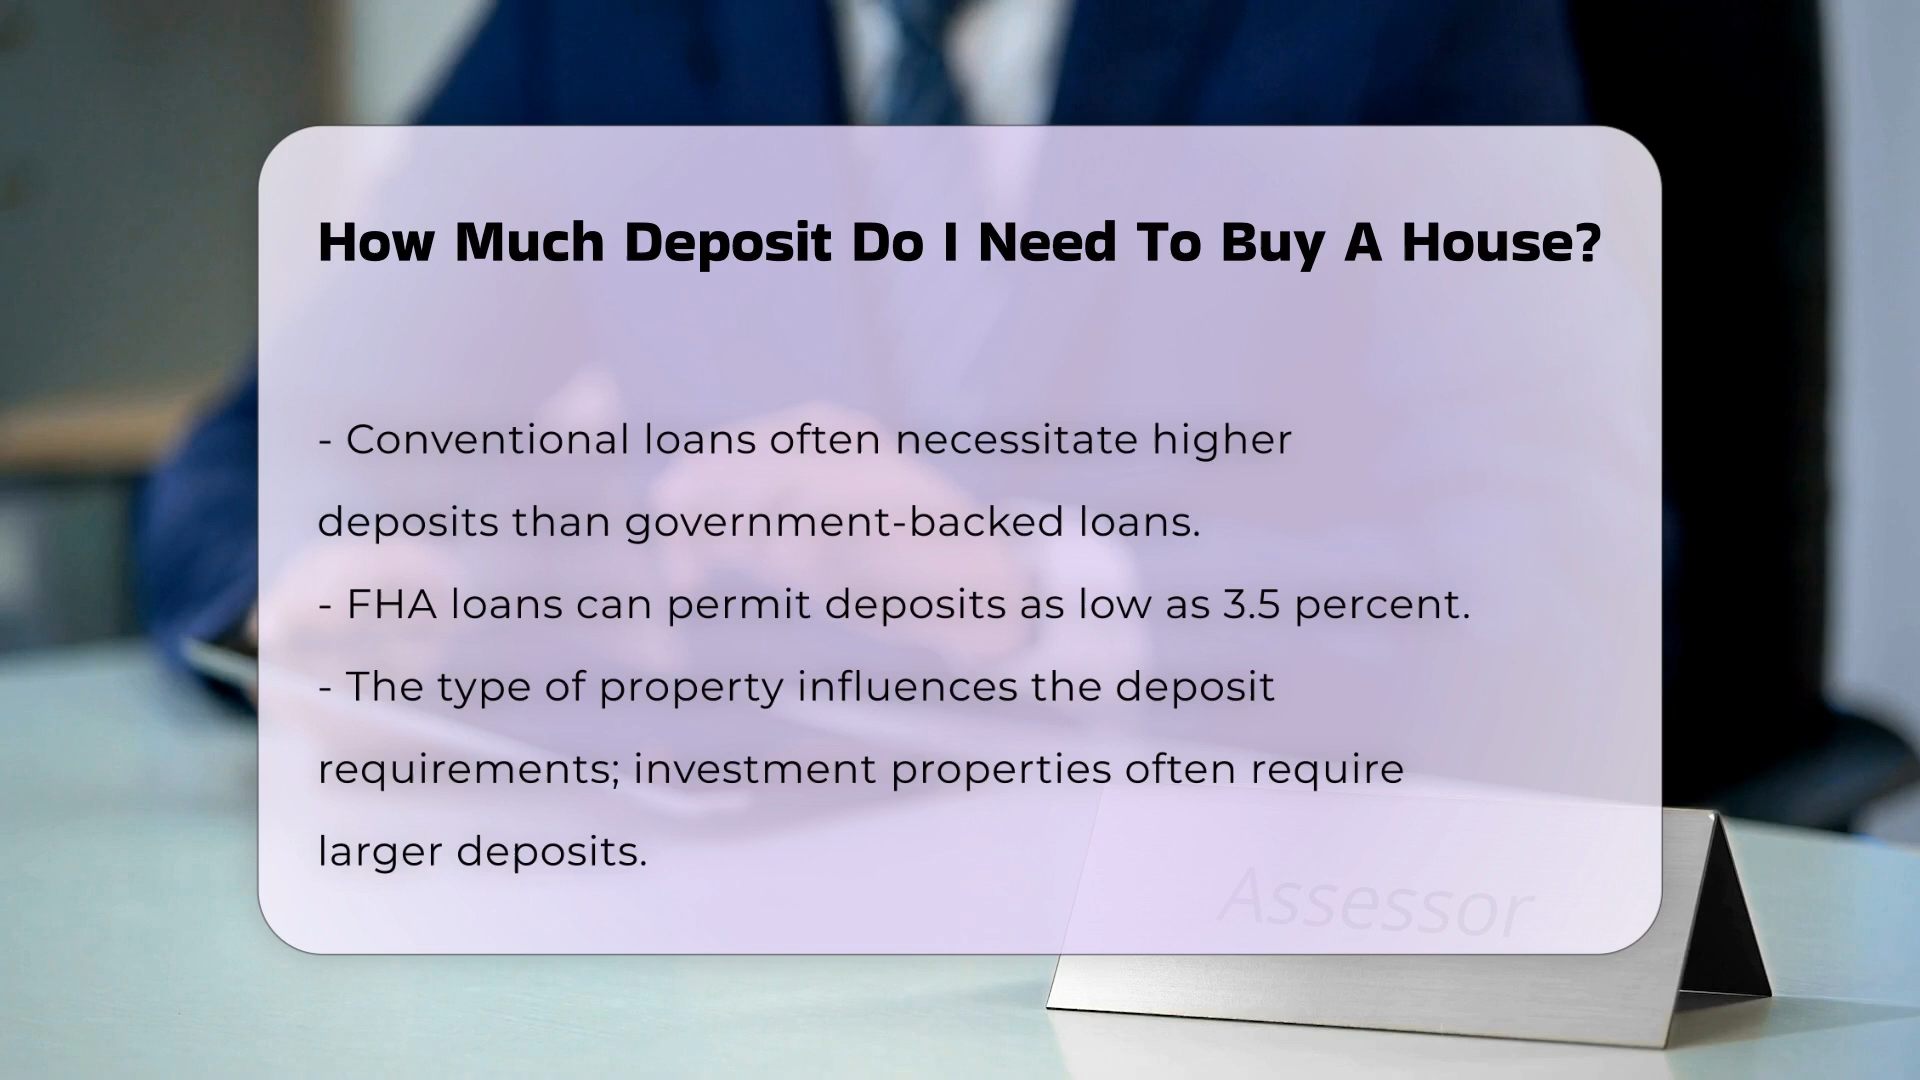 How Much Deposit Do I Need To Buy A House?
- Conventional loans often necessitate higher
deposits than government-backed loans.
- FHA loans can permit deposits as low as 3.5 percent.
- The type of property influences the deposit
requirements; investment properties often require
larger deposits.
Assessor